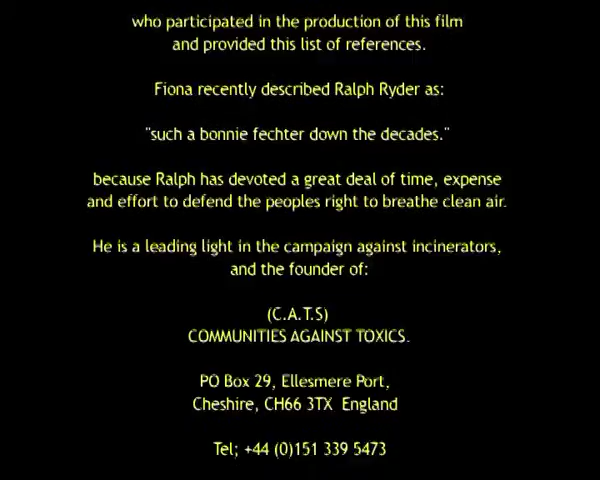 who participated in the production of this film
and provided this list of references.
Fiona recently described Ralph Ryder as:
"such a bonnie fechter down the decades."
because Ralph has devoted a great deal of time, expense
and effort to defend the peoples right to breathe clean air.
He is a leading light in the campaign against incinerators,
and the founder of:
(C.A.T.S)
COMMUNITIES AGAINST TOXICS.
PO Box 29, Ellesmere Port,
Cheshire, CH66 3TX England
Tel; +44 (0)151 339 5473